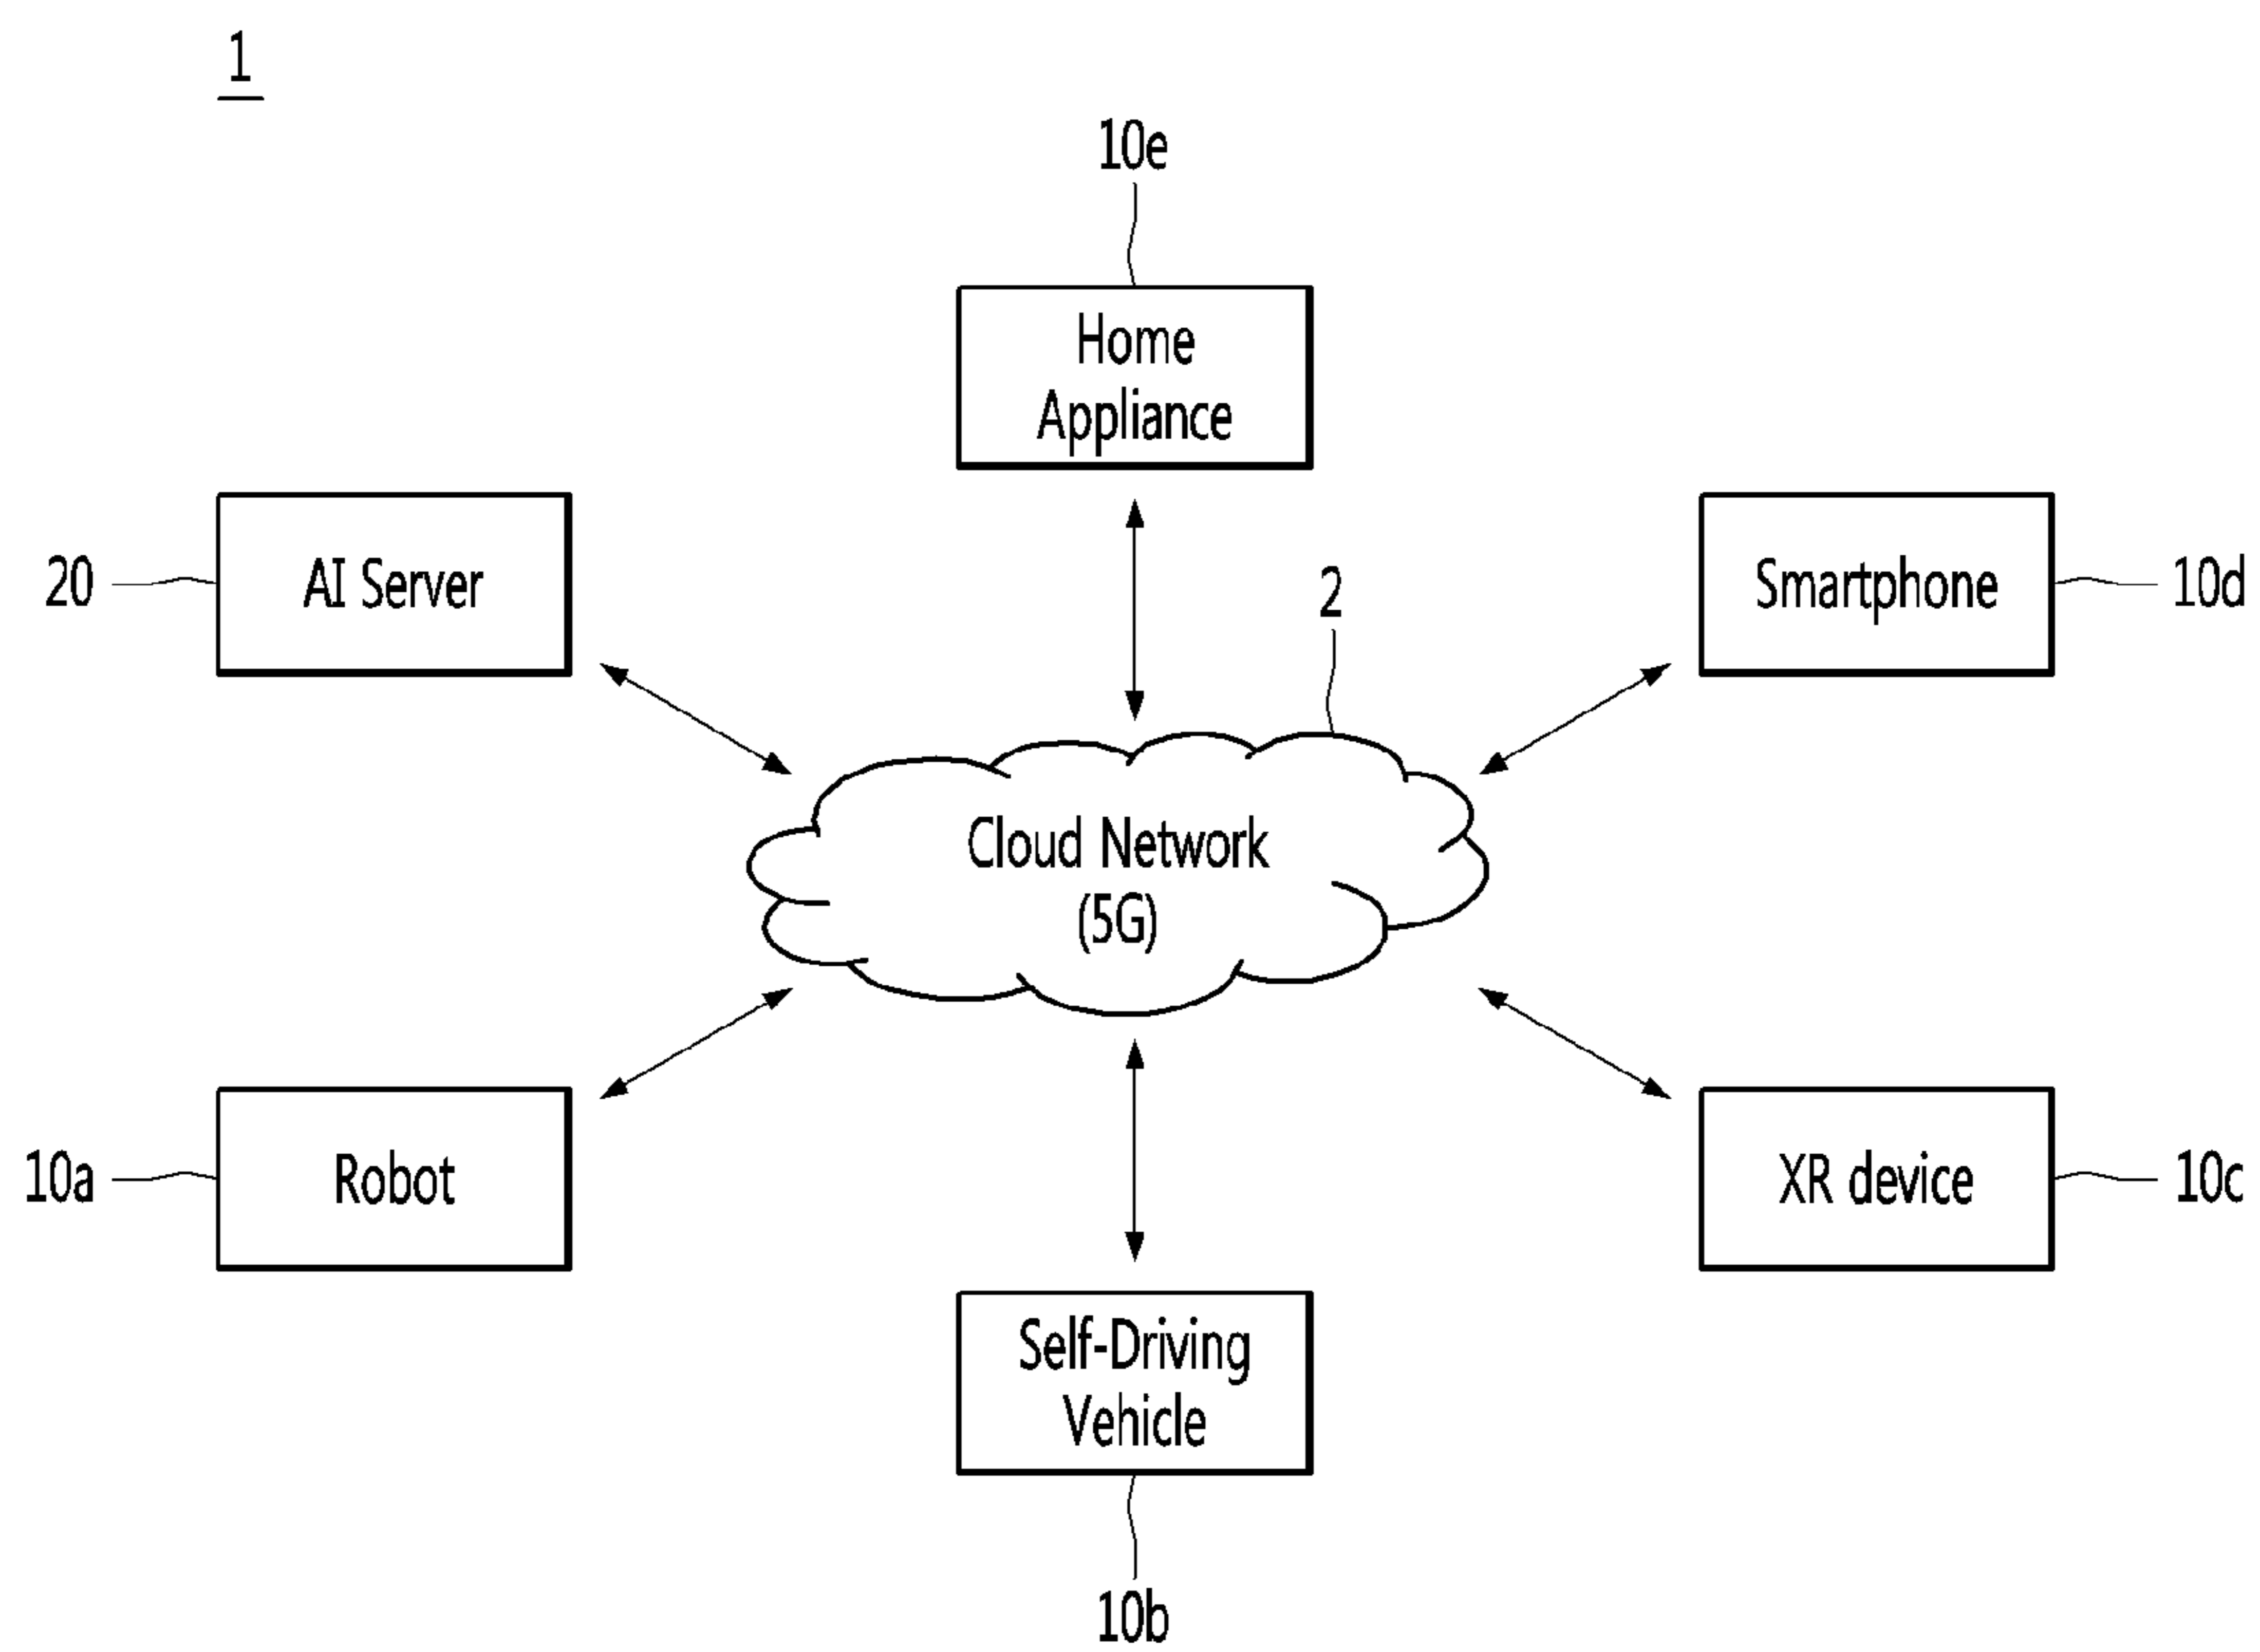 1
10e
Home
Appliance
20
AI Server
2
Smartphone
10d
Cloud Network
(5G)
10a
Robot
XR device
10c
Self-Driving
Vehicle
10b